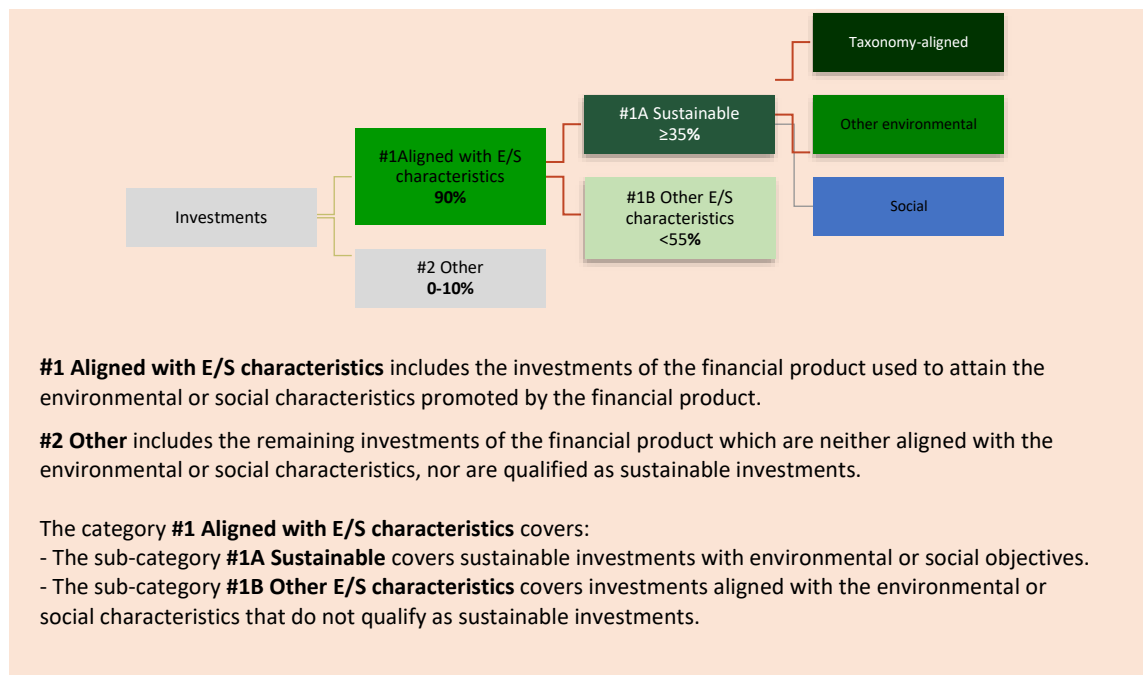 Taxonomy-aligned
#1A Sustainable
≥35%
Other environmental
#1Aligned with E/S
characteristics
90%
#1B Other E/S
characteristics
<55%
Social
Investments
#2 Other
0-10%
#1 Aligned with E/S characteristics includes the investments of the financial product used to attain the
environmental or social characteristics promoted by the financial product.
#2 Other includes the remaining investments of the financial product which are neither aligned with the
environmental or social characteristics, nor are qualified as sustainable investments.
The category #1 Aligned with E/S characteristics covers:
- The sub-category #1A Sustainable covers sustainable investments with environmental or social objectives.
- The sub-category #1B Other E/S characteristics covers investments aligned with the environmental or
social characteristics that do not qualify as sustainable investments.